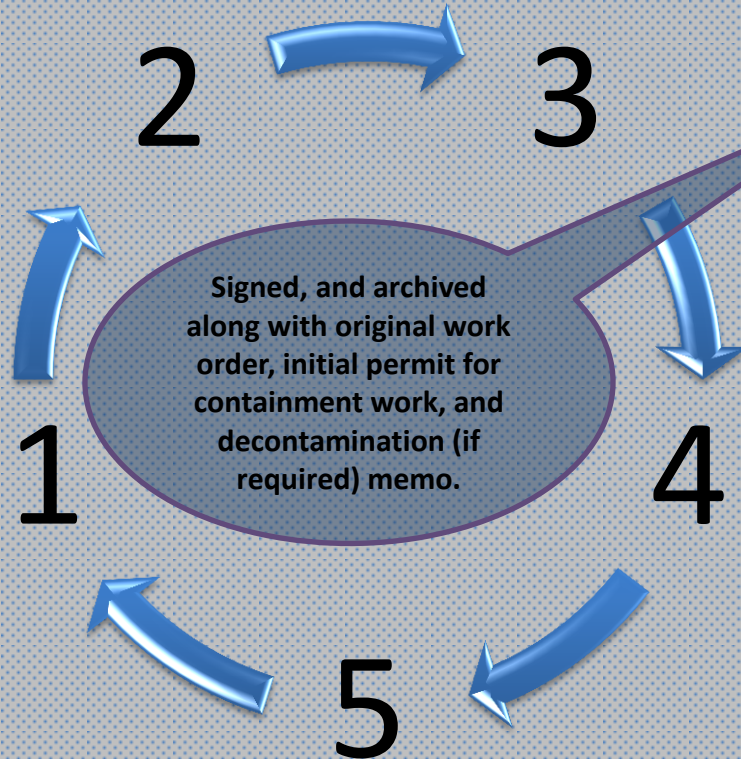 2
3
Signed, and archived
along with original work
order, initial permit for
containment work, and
decontamination (if
required) memo.
1
4
5